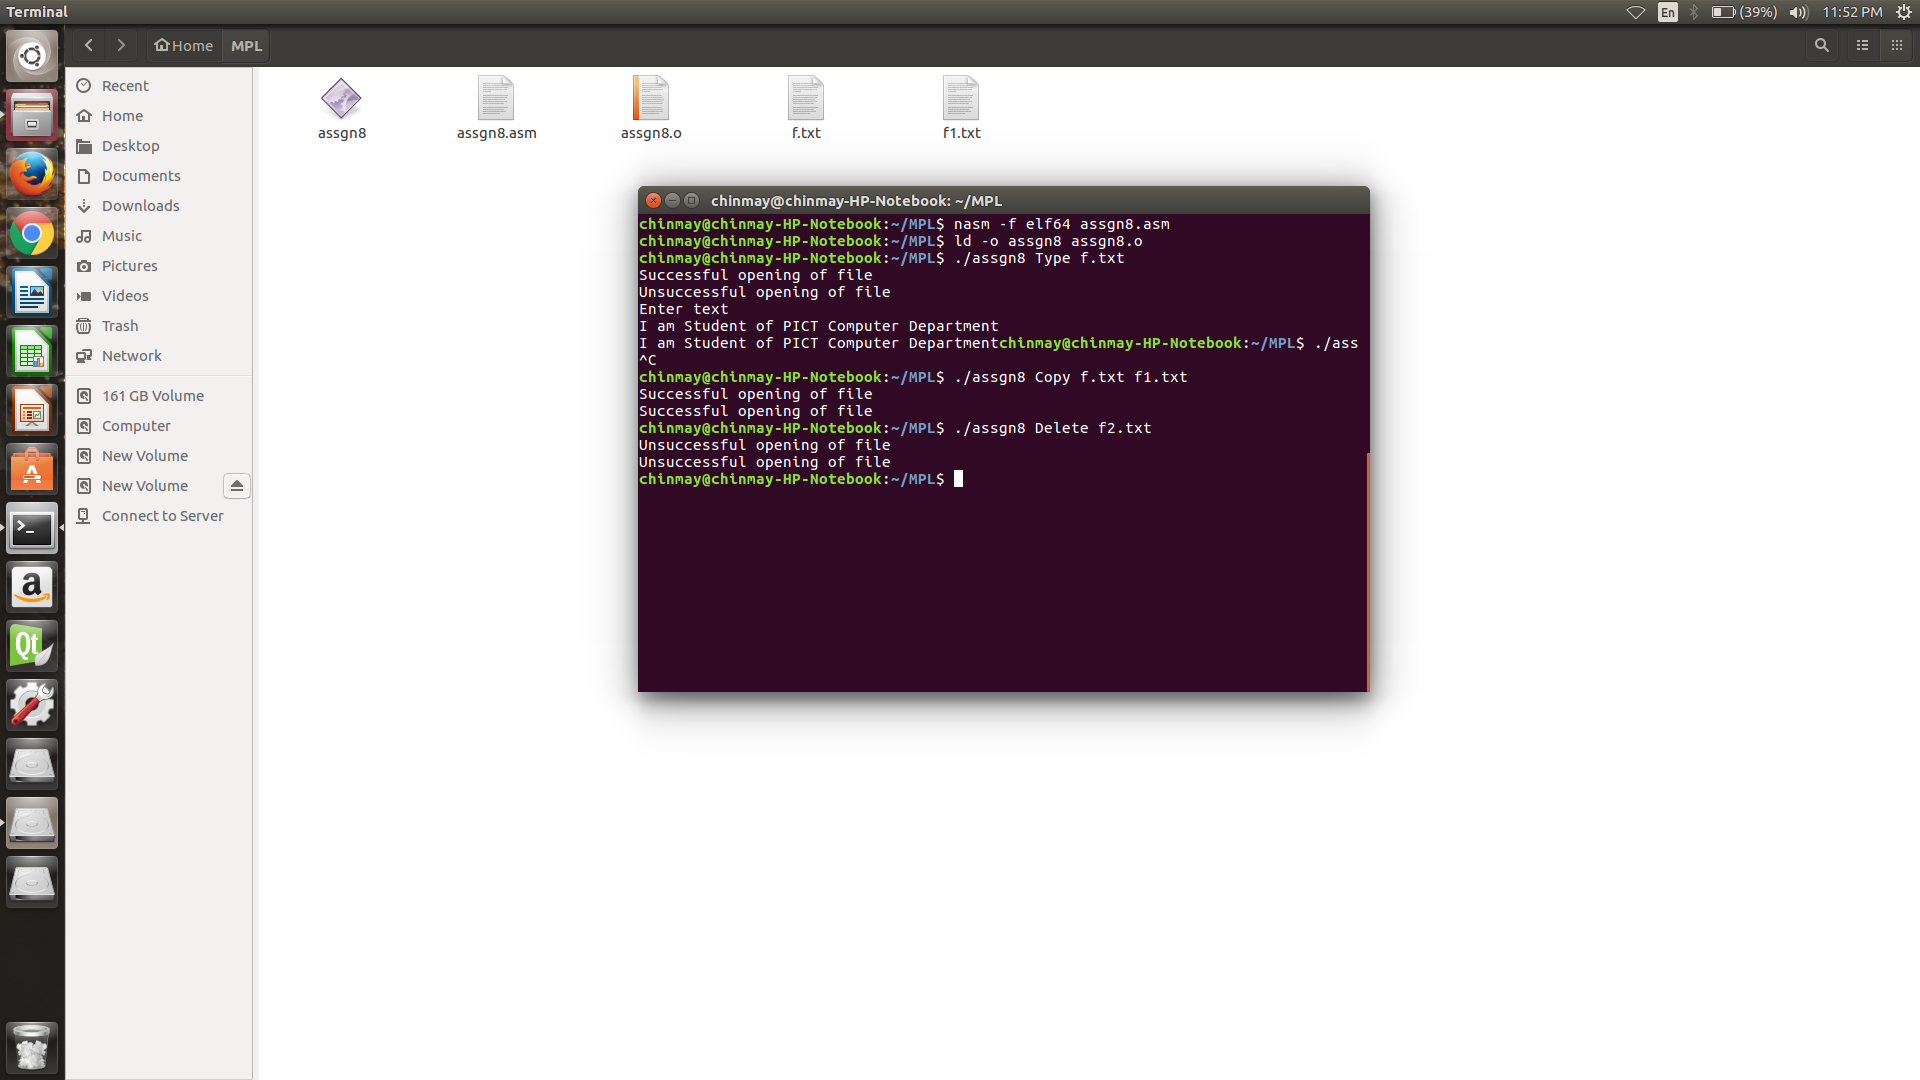 Terminal
En
(39%)
11:52 PM
Home
MPL
Recent
Home
Desktop
Documents
Downloads
Music
Pictures
Videos
Trash
Network
161 GB Volume
Computer
New Volume
New Volume
Connect to Server
assgn8
assgn8.asm
assgn8.o
f.txt
f1.txt
chinmay@chinmay-HP-Notebook: ~/MPL
chinmay@chinmay-HP-Notebook:~/MPL$ nasm -f elf64 assgn8.asm
chinmay@chinmay-HP-Notebook:~/MPL$ ld -o assgn8 assgn8.o
chinmay@chinmay-HP-Notebook:~/MPL$ ./assgn8 Type f.txt
Successful opening of file
Unsuccessful opening of file
Enter text
I am Student of PICT Computer Department
I am Student of PICT Computer Departmentchinmay@chinmay-HP-Notebook:~/MPL$ ./ass
^C
chinmay@chinmay-HP-Notebook:~/MPL$ ./assgn8 Copy f.txt f1.txt
Successful opening of file
Successful opening of file
chinmay@chinmay-HP-Notebook:~/MPL$ ./assgn8 Delete f2.txt
Unsuccessful opening of file
Unsuccessful opening of file
chinmay@chinmay-HP-Notebook:~/MPL$
A
>_
a
Qt